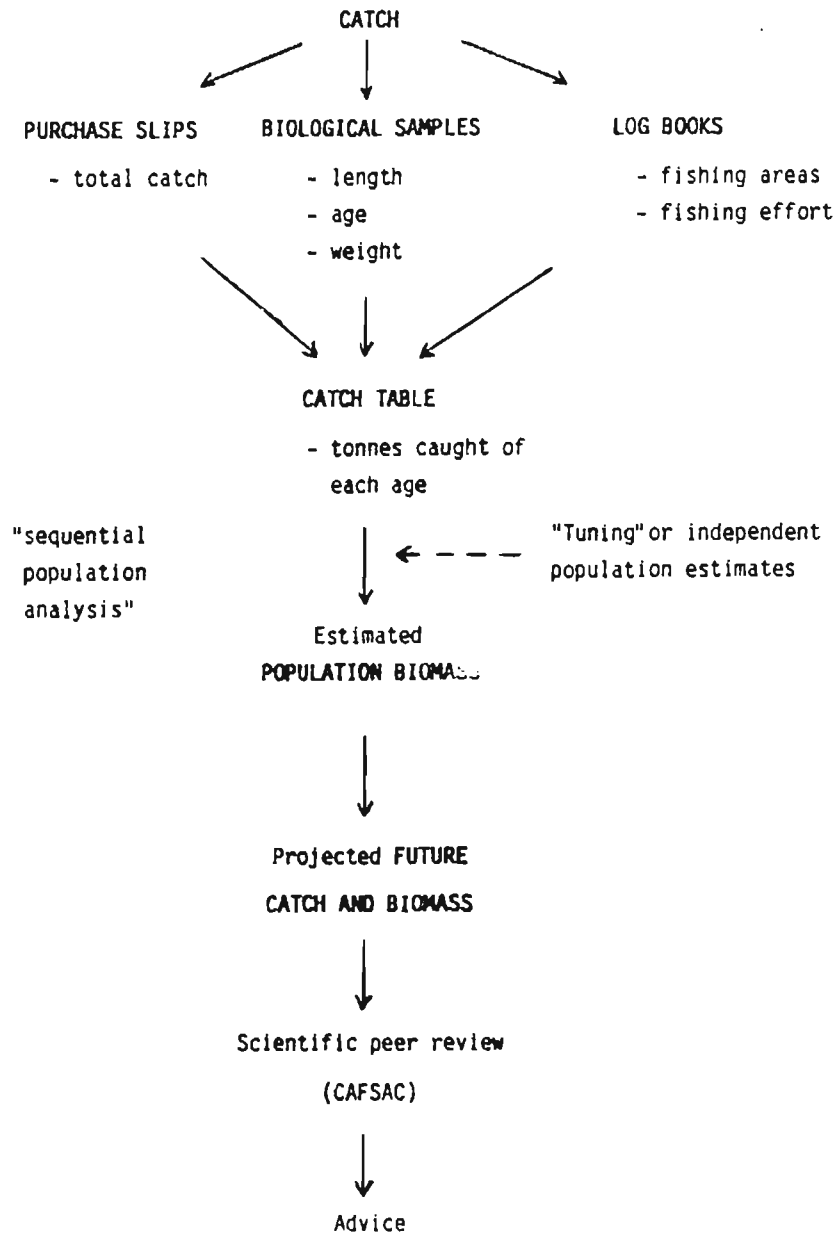 CATCH
PURCHASE SLIPS
- total catch
BIOLOGICAL SAMPLES
- length
- age
- weight
LOG BOOKS
- fishing areas
- fishing effort
CATCH TABLE
- tonnes caught of
each age
"sequential
population
analysis"
"Tuning"or independent
population estimates
Estimated
POPULATION BIOMASS
Projected FUTURE
CATCH AND BIOMASS
Scientific peer review
(CAFSAC)
Advice